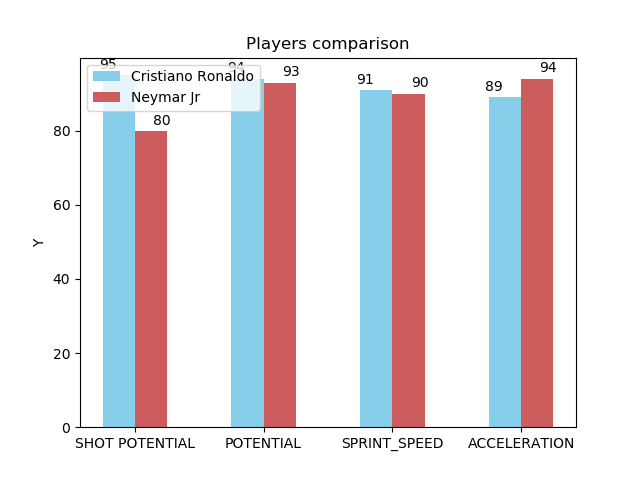 Players comparison
95
Cristiano Ronaldo
Neymar Jr
94
93
80
91
90
89
94
Y
80
60
40
20
0
SHOT POTENTIAL
POTENTIAL
SPRINT_SPEED
ACCELERATION